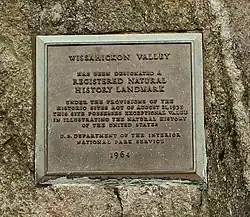 WISSAHICKON VALLEY
HAS BEEN DESIGNATED A
REGISTERED NATURAL
HISTORY LANDMARK
UNDER THE PROVISIONS OF THE
HISTORIC SITES ACT OF AUGUST 21, 1935
THIS SITE POSSESSES EXCEPTIONAL VALUE
IN ILLUSTRATING THE NATURAL HISTORY
OF THE UNITED STATES
U.S. DEPARTMENT OF THE INTERIOR
NATIONAL PARK SERVICE
1964